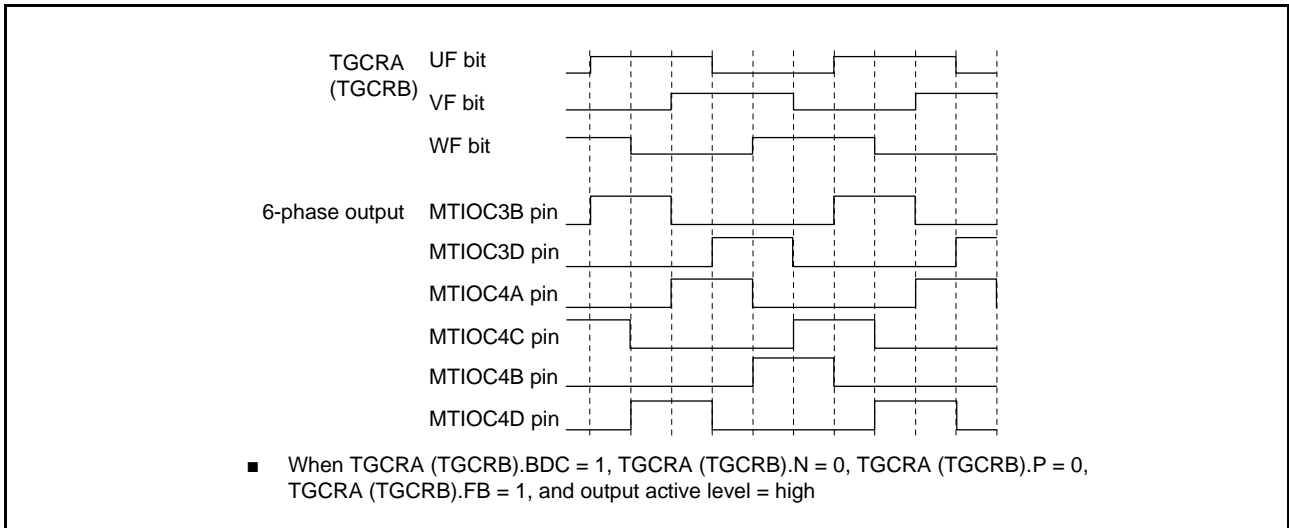 TGCRA
(TGCRB)
UF bit
VF bit
WF bit
6-phase output
MTIOC3B pin
MTIOC3D pin
MTIOC4A pin
MTIOC4C pin
MTIOC4B pin
MTIOC4D pin
■ When TGCRA (TGCRB).BDC = 1, TGCRA (TGCRB).N = 0, TGCRA (TGCRB).P = 0,
TGCRA (TGCRB).FB = 1, and output active level = high